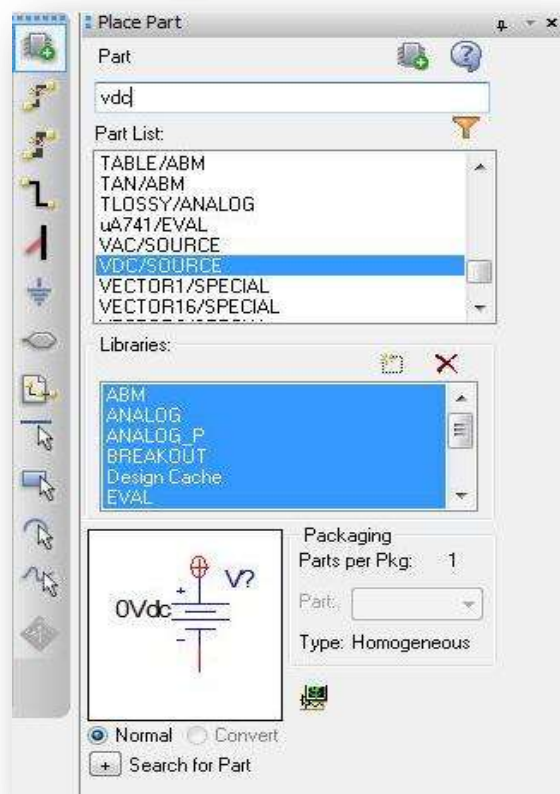 Place Part
Part
vdc
Part List:
TABLE/ABM
TAN/ABM
TLOSSY/ANALOG
uA741/EVAL
VAC/SOURCE
VDC/SOURCE
VECTOR1/SPECIAL
VECTOR16/SPECIAL
Libraries:
ABM
ANALOG
ANALOG_P
BREAKOUT
Design Cache
EVAL
V?
0Vdc
+
-
Packaging
Parts per Pkg: 1
Part:
Type: Homogeneous
Normal Convert
+ Search for Part